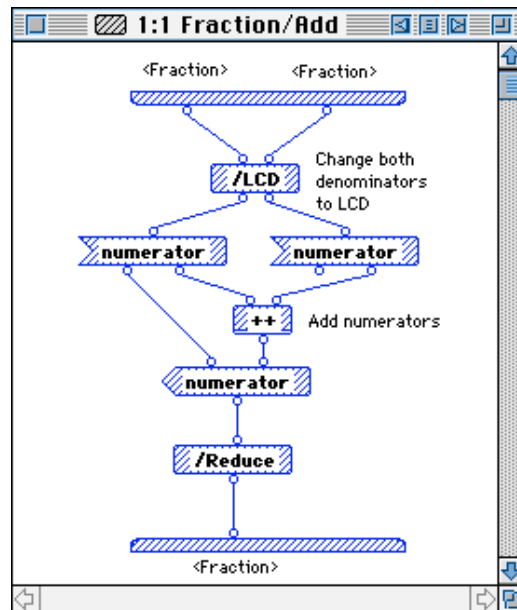 1:1 Fraction/Add
<Fraction> <Fraction>
/LCD
Change both
denominators
to LCD
numerator numerator
++
Add numerators
numerator
/Reduce
<Fraction>